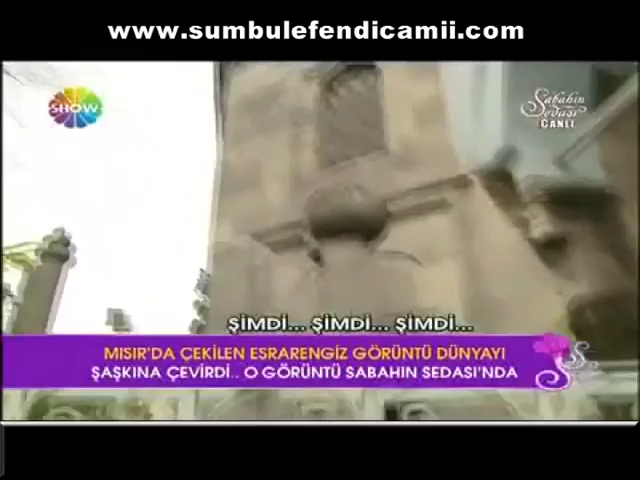 www.sumbulefendicamii.com
SHOW
Sabahın
Sedası
CANLI
ŞİMDİ... ŞİMDİ... ŞİMDİ...
MISIR'DA ÇEKİLEN ESRARENGİZ GÖRÜNTÜ DÜNYAYI
ŞAŞKINA ÇEVİRDİ.. O GÖRÜNTÜ SABAHIN SEDASI'NDA